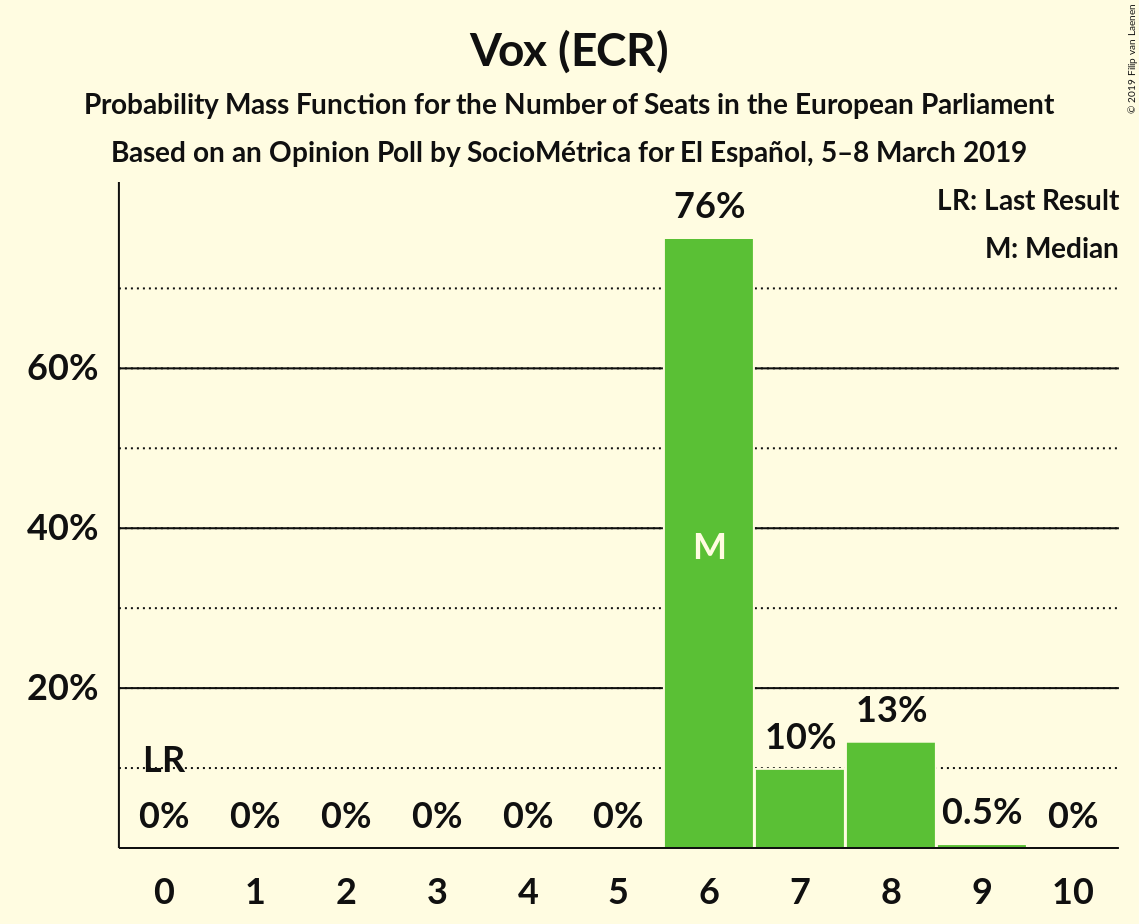 Vox (ECR)
Probability Mass Function for the Number of Seats in the European Parliament
Based on an Opinion Poll by SocioMétrica for El Español, 5–8 March 2019
© 2019 Filip van Laenen
LR: Last Result
M: Median
76%
60%
40%
20%
M
LR
0%
0%
0%
0%
0%
0%
10%
13%
0.5%
0%
0 1 2 3 4 5 6 7 8 9 10